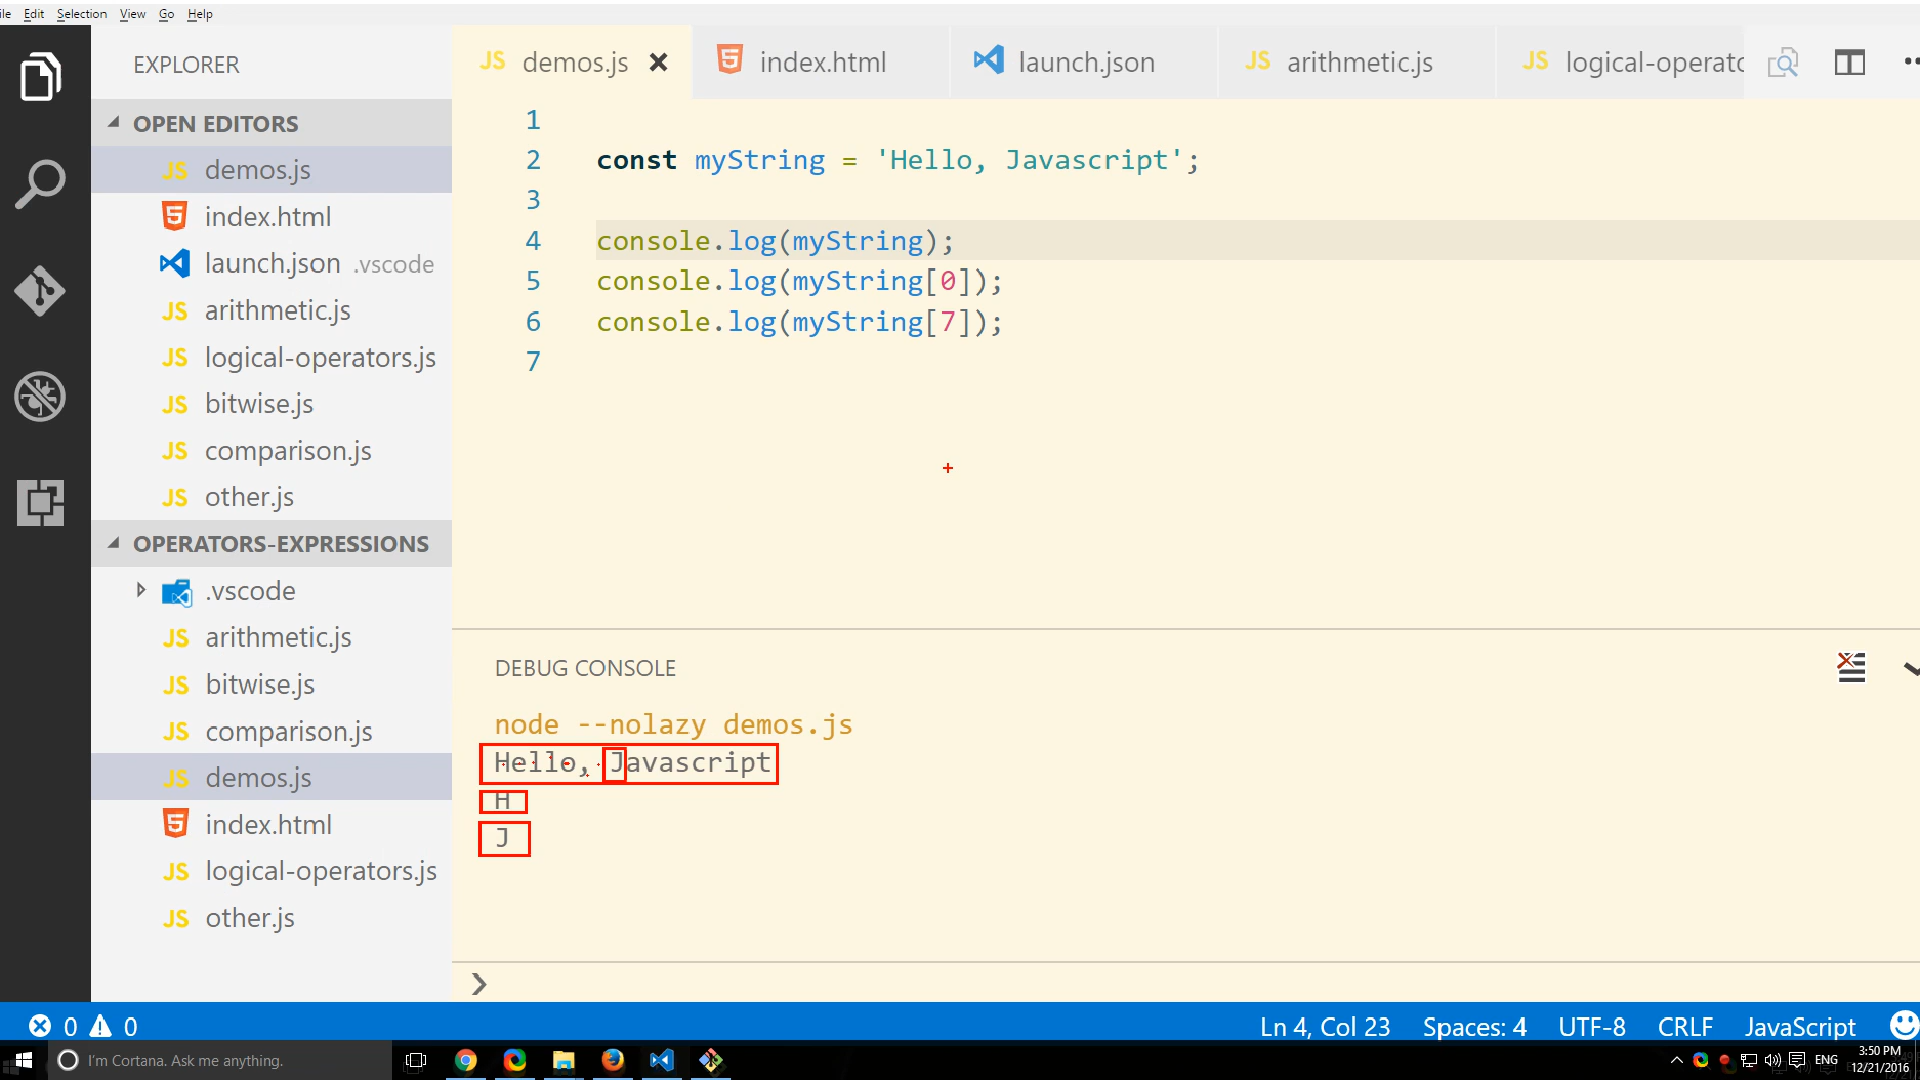 ile Edit Selection View Go Help
EXPLORER
OPEN EDITORS
JS demos.js
index.html
launch.json .vscode
JS arithmetic.js
JS logical-operators.js
JS bitwise.js
JS comparison.js
JS other.js
OPERATORS-EXPRESSIONS
.vscode
JS arithmetic.js
JS bitwise.js
JS comparison.js
JS demos.js
index.html
JS logical-operators.js
JS other.js
JS demos.js index.html launch.json JS arithmetic.js JS logical-operato
1
2 const myString = 'Hello, Javascript';
3
4 console.log(myString);
5 console.log(myString[0]);
6 console.log(myString[7]);
7
DEBUG CONSOLE
node --nolazy demos.js
Hello, Javascript
H
J
0 0 Ln 4, Col 23 Spaces: 4 UTF-8 CRLF JavaScript
I'm Cortana. Ask me anything. ENG 3:50 PM
12/21/2016